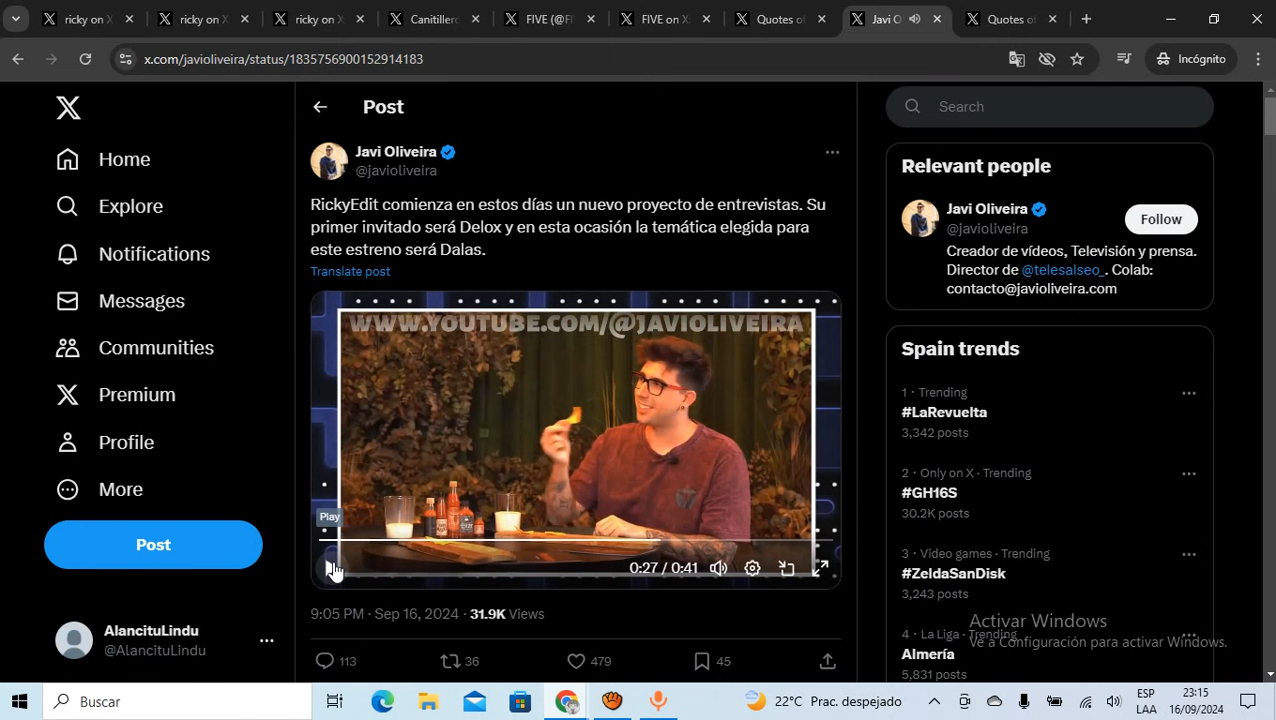 ricky on X
ricky on X
ricky on X
Canitillero
FIVE (@FI
FIVE on X
Quotes of
Javi O
Quotes of
x.com/javioliveira/status/1835756900152914183
Incógnito
Home
Explore
Notifications
Messages
Communities
Premium
Profile
More
Post
AlancituLindu
@AlancituLindu
Post
Javi Oliveira
@javioliveira
RickyEdit comienza en estos días un nuevo proyecto de entrevistas. Su
primer invitado será Delox y en esta ocasión la temática elegida para
este estreno será Dalas.
Translate post
WWW.YOUTUBE.COM/@JAVIOLIVEIRA
Play
0:27 / 0:41
9:05 PM · Sep 16, 2024 · 31.9K Views
113
36
479
45
Search
Relevant people
Javi Oliveira
@javioliveira
Follow
Creador de vídeos, Televisión y prensa.
Director de @telesalseo_. Colab:
contacto@javioliveira.com
Spain trends
1 · Trending
#LaRevuelta
3,342 posts
2 · Only on X · Trending
#GH16S
30.2K posts
3 · Video games · Trending
#ZeldaSanDisk
3,243 posts
4 · La Liga · Trending
Almería
5,831 posts
Activar Windows
Ve a Configuración para activar Windows.
Buscar
22°C Prac. despejado
ESP
LAA
23:15
16/09/2024